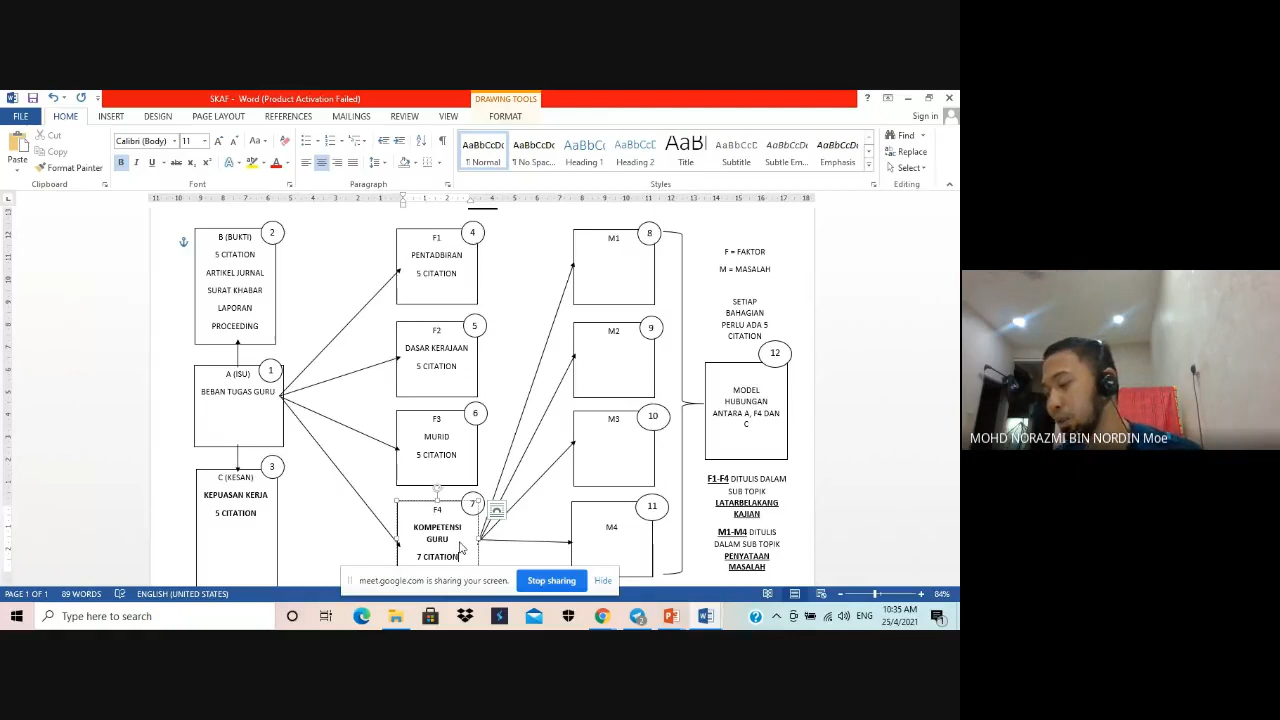 SKAF - Word (Product Activation Failed)
DRAWING TOOLS
FILE HOME INSERT DESIGN PAGE LAYOUT REFERENCES MAILINGS REVIEW VIEW FORMAT
Sign in
Paste
Cut
Copy
Format Painter
Calibri (Body) 11
AaBbCcDc
¶ Normal
AaBbCcDc
¶ No Spac...
AaBbCc
Heading 1
AaBbCcC
Heading 2
AaBl
Title
AaBbCcC
Subtitle
AaBbCcDc
Subtle Em...
AaBbCcDc
Emphasis
Find
Replace
Select
Clipboard
Font
Paragraph
Styles
Editing
B (BUKTI)
5 CITATION
ARTIKEL JURNAL
SURAT KHABAR
LAPORAN
PROCEEDING
2
A (ISU)
BEBAN TUGAS GURU
1
C (KESAN)
KEPUASAN KERJA
5 CITATION
3
F1
PENTADBIRAN
5 CITATION
4
F2
DASAR KERAJAAN
5 CITATION
5
F3
MURID
5 CITATION
6
F4
KOMPETENSI
GURU
7 CITATION
7
M1
8
M2
9
M3
10
M4
11
F = FAKTOR
M = MASALAH
SETIAP
BAHAGIAN
PERLU ADA 5
CITATION
12
MODEL
HUBUNGAN
ANTARA A, F4 DAN
C
F1-F4 DITULIS DALAM
SUB TOPIK
LATARBELAKANG
KAJIAN
M1-M4 DITULIS
DALAM SUB TOPIK
PENYATAAN
MASALAH
meet.google.com is sharing your screen.
Stop sharing
Hide
PAGE 1 OF 1 89 WORDS ENGLISH (UNITED STATES)
84%
Type here to search
ENG
10:35 AM
25/4/2021
MOHD NORAZMI BIN NORDIN Moe